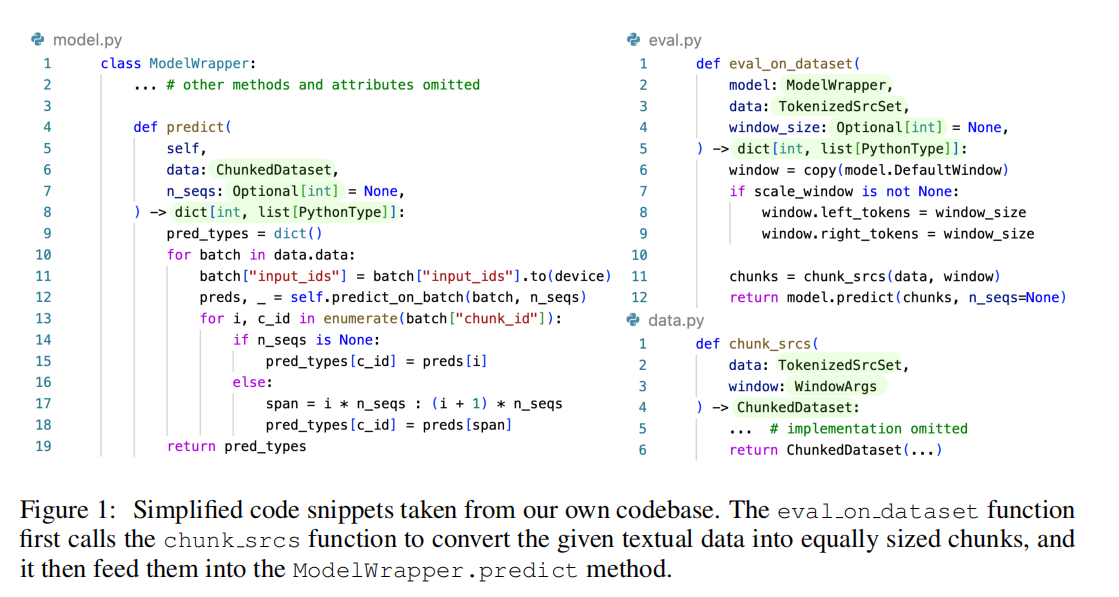 model.py
1 class ModelWrapper:
2 ... # other methods and attributes omitted
3
4 def predict(
5 self,
6 data: ChunkedDataset,
7 n_seqs: Optional[int] = None,
8 ) -> dict[int, list[PythonType]]:
9 pred_types = dict()
10 for batch in data.data:
11 batch["input_ids"] = batch["input_ids"].to(device)
12 preds, _ = self.predict_on_batch(batch, n_seqs)
13 for i, c_id in enumerate(batch["chunk_id"]):
14 if n_seqs is None:
15 pred_types[c_id] = preds[i]
16 else:
17 span = i * n_seqs : (i + 1) * n_seqs
18 pred_types[c_id] = preds[span]
19 return pred_types
eval.py
1 def eval_on_dataset(
2 model: ModelWrapper,
3 data: TokenizedSrcSet,
4 window_size: Optional[int] = None,
5 ) -> dict[int, list[PythonType]]:
6 window = copy(model.DefaultWindow)
7 if scale_window is not None:
8 window.left_tokens = window_size
9 window.right_tokens = window_size
10
11 chunks = chunk_srcs(data, window)
12 return model.predict(chunks, n_seqs=None)
data.py
1 def chunk_srcs(
2 data: TokenizedSrcSet,
3 window: WindowArgs
4 ) -> ChunkedDataset:
5 ... # implementation omitted
6 return ChunkedDataset(...)
Figure 1: Simplified code snippets taken from our own codebase. The eval_on_dataset function
first calls the chunk_srcs function to convert the given textual data into equally sized chunks, and
it then feed them into the ModelWrapper.predict method.